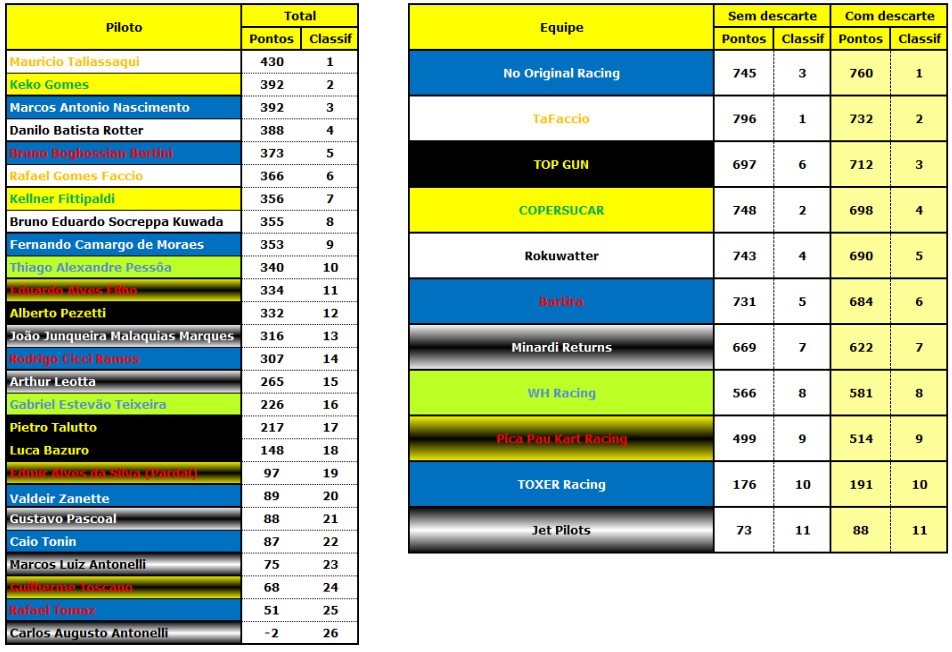 Piloto Total
Pontos Classif
Mauricio Taliassaqui 430 1
Keko Gomes 392 2
Marcos Antonio Nascimento 392 3
Danilo Batista Rotter 388 4
Bruno Boghossian Bertini 373 5
Rafael Gomes Faccio 366 6
Kellner Fittipaldi 356 7
Bruno Eduardo Socreppa Kuwada 355 8
Fernando Camargo de Moraes 353 9
Thiago Alexandre Pessôa 340 10
Eduardo Alves Filho 334 11
Alberto Pezetti 332 12
João Junqueira Malaquias Marques 316 13
Rodrigo Cicci Ramos 307 14
Arthur Leotta 265 15
Gabriel Estevão Teixeira 226 16
Pietro Talutto 217 17
Luca Bazuro 148 18
Edmir Alves da Silva (Pardal) 97 19
Valdeir Zanette 89 20
Gustavo Pascoal 88 21
Caio Tonin 87 22
Marcos Luiz Antonelli 75 23
Guilherme Toscano 68 24
Rafael Tomaz 51 25
Carlos Augusto Antonelli -2 26
Equipe Sem descarte Com descarte
Pontos Classif Pontos Classif
No Original Racing 745 3 760 1
TaFaccio 796 1 732 2
TOP GUN 697 6 712 3
COPERSUCAR 748 2 698 4
Rokuwatter 743 4 690 5
Bartira 731 5 684 6
Minardi Returns 669 7 622 7
WH Racing 566 8 581 8
Pica Pau Kart Racing 499 9 514 9
TOXER Racing 176 10 191 10
Jet Pilots 73 11 88 11